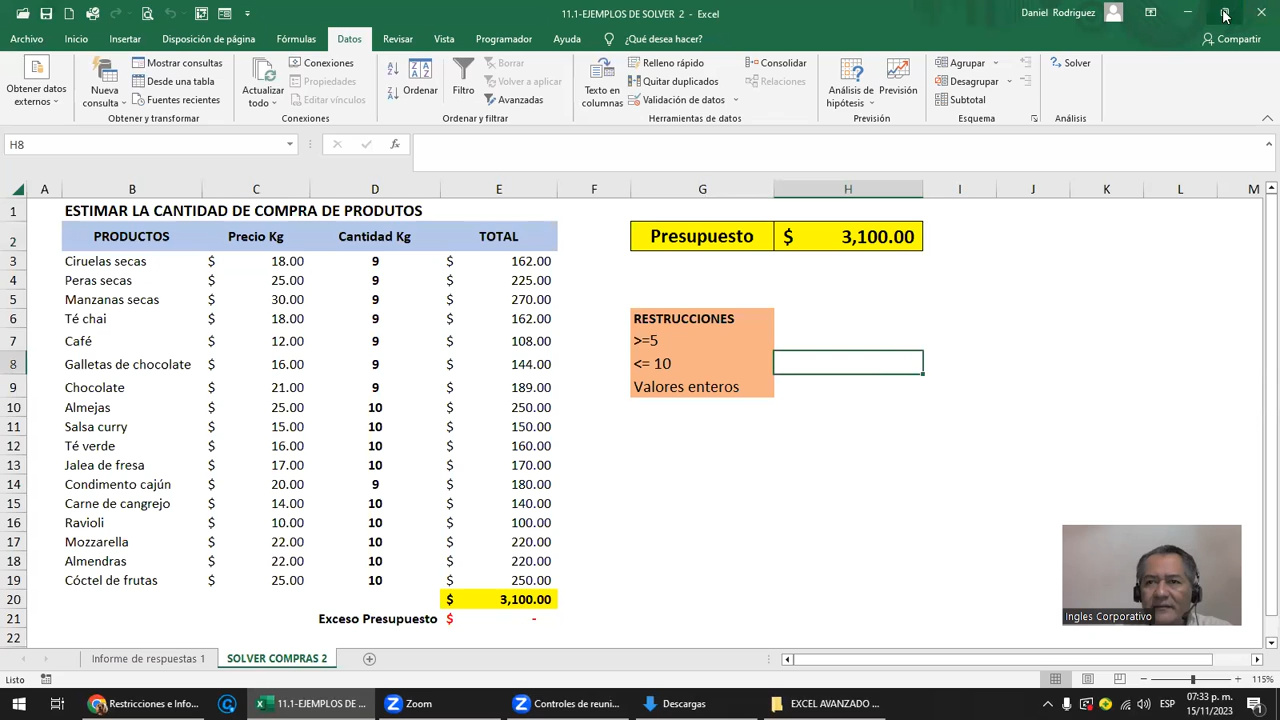 11.1-EJEMPLOS DE SOLVER 2 - Excel
Daniel Rodriguez
Archivo Inicio Insertar Disposición de página Fórmulas Datos Revisar Vista Programador Ayuda ¿Qué desea hacer? Compartir
Obtener datos externos
Nueva consulta
Mostrar consultas
Desde una tabla
Fuentes recientes
Obtener y transformar
Actualizar todo
Conexiones
Propiedades
Editar vínculos
Conexiones
Ordenar
Filtro
Borrar
Volver a aplicar
Avanzadas
Ordenar y filtrar
Texto en columnas
Relleno rápido
Quitar duplicados
Validación de datos
Consolidar
Relaciones
Herramientas de datos
Análisis de hipótesis
Previsión
Previsión
Agrupar
Desagrupar
Subtotal
Esquema
Solver
Análisis
H8
fx
A B C D E F G H I J K L M
1 ESTIMAR LA CANTIDAD DE COMPRA DE PRODUTOS
2 PRODUCTOS Precio Kg Cantidad Kg TOTAL Presupuesto $ 3,100.00
3 Ciruelas secas $ 18.00 9 $ 162.00
4 Peras secas $ 25.00 9 $ 225.00
5 Manzanas secas $ 30.00 9 $ 270.00
6 Té chai $ 18.00 9 $ 162.00 RESTRUCCIONES
7 Café $ 12.00 9 $ 108.00 >=5
8 Galletas de chocolate $ 16.00 9 $ 144.00 <= 10
9 Chocolate $ 21.00 9 $ 189.00 Valores enteros
10 Almejas $ 25.00 10 $ 250.00
11 Salsa curry $ 15.00 10 $ 150.00
12 Té verde $ 16.00 10 $ 160.00
13 Jalea de fresa $ 17.00 10 $ 170.00
14 Condimento cajún $ 20.00 9 $ 180.00
15 Carne de cangrejo $ 14.00 10 $ 140.00
16 Ravioli $ 10.00 10 $ 100.00
17 Mozzarella $ 22.00 10 $ 220.00
18 Almendras $ 22.00 10 $ 220.00
19 Cóctel de frutas $ 25.00 10 $ 250.00
20 $ 3,100.00
21 Exceso Presupuesto $ -
22
Ingles Corporativo
Informe de respuestas 1 SOLVER COMPRAS 2
Listo
115%
Restricciones e Info...
11.1-EJEMPLOS DE ...
Zoom
Controles de reuni...
Descargas
EXCEL AVANZADO ...
ESP
07:33 p. m.
15/11/2023